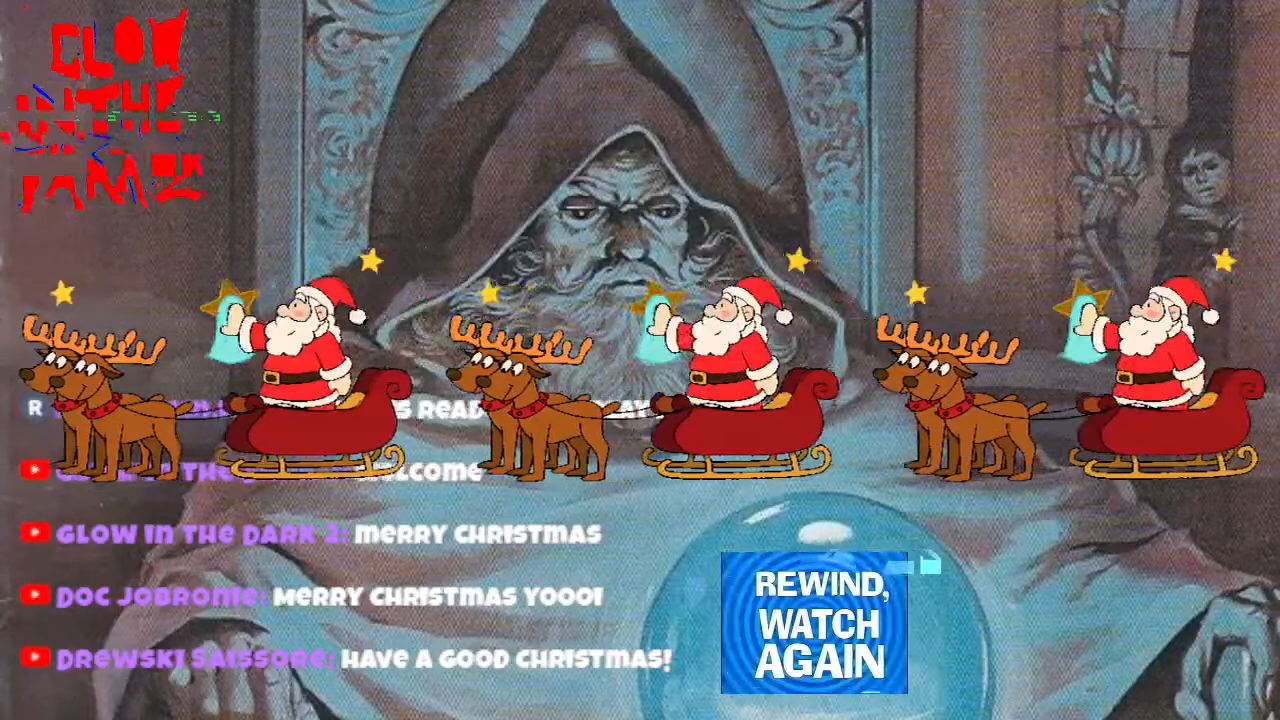 GLOW
IN THE
R
S READ
WELCOME
GLOW IN THE DARK 2: MERRY CHRISTMAS
DOC JOBRONIE: MERRY CHRISTMAS YOOO!
DREWSKI SAISSORE: HAVE A GOOD CHRISTMAS!
REWIND,
WATCH
AGAIN